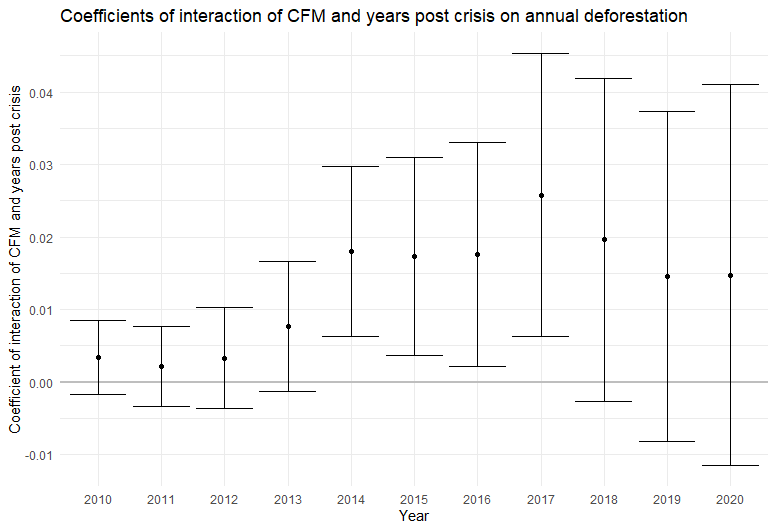 Coefficients of interaction of CFM and years post crisis on annual deforestation
Coefficient of interaction of CFM and years post crisis
0.04
0.03
0.02
0.01
0.00
-0.01
2010 2011 2012 2013 2014 2015 2016 2017 2018 2019 2020
Year